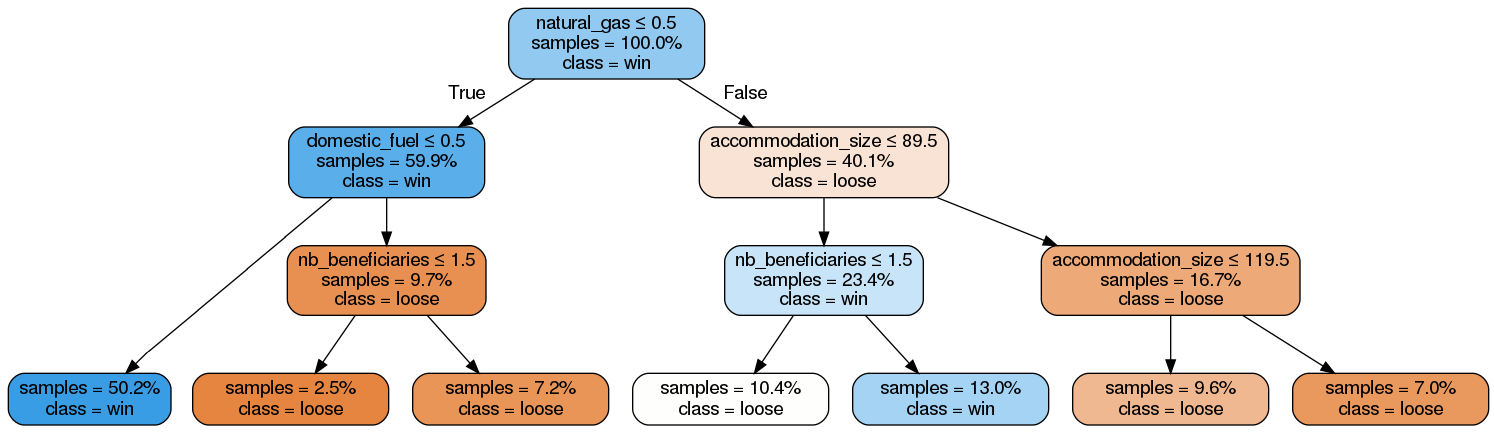 natural_gas ≤ 0.5
samples = 100.0%
class = win
True
False
domestic_fuel ≤ 0.5
samples = 59.9%
class = win
accommodation_size ≤ 89.5
samples = 40.1%
class = loose
nb_beneficiaries ≤ 1.5
samples = 9.7%
class = loose
nb_beneficiaries ≤ 1.5
samples = 23.4%
class = win
accommodation_size ≤ 119.5
samples = 16.7%
class = loose
samples = 50.2%
class = win
samples = 2.5%
class = loose
samples = 7.2%
class = loose
samples = 10.4%
class = loose
samples = 13.0%
class = win
samples = 9.6%
class = loose
samples = 7.0%
class = loose